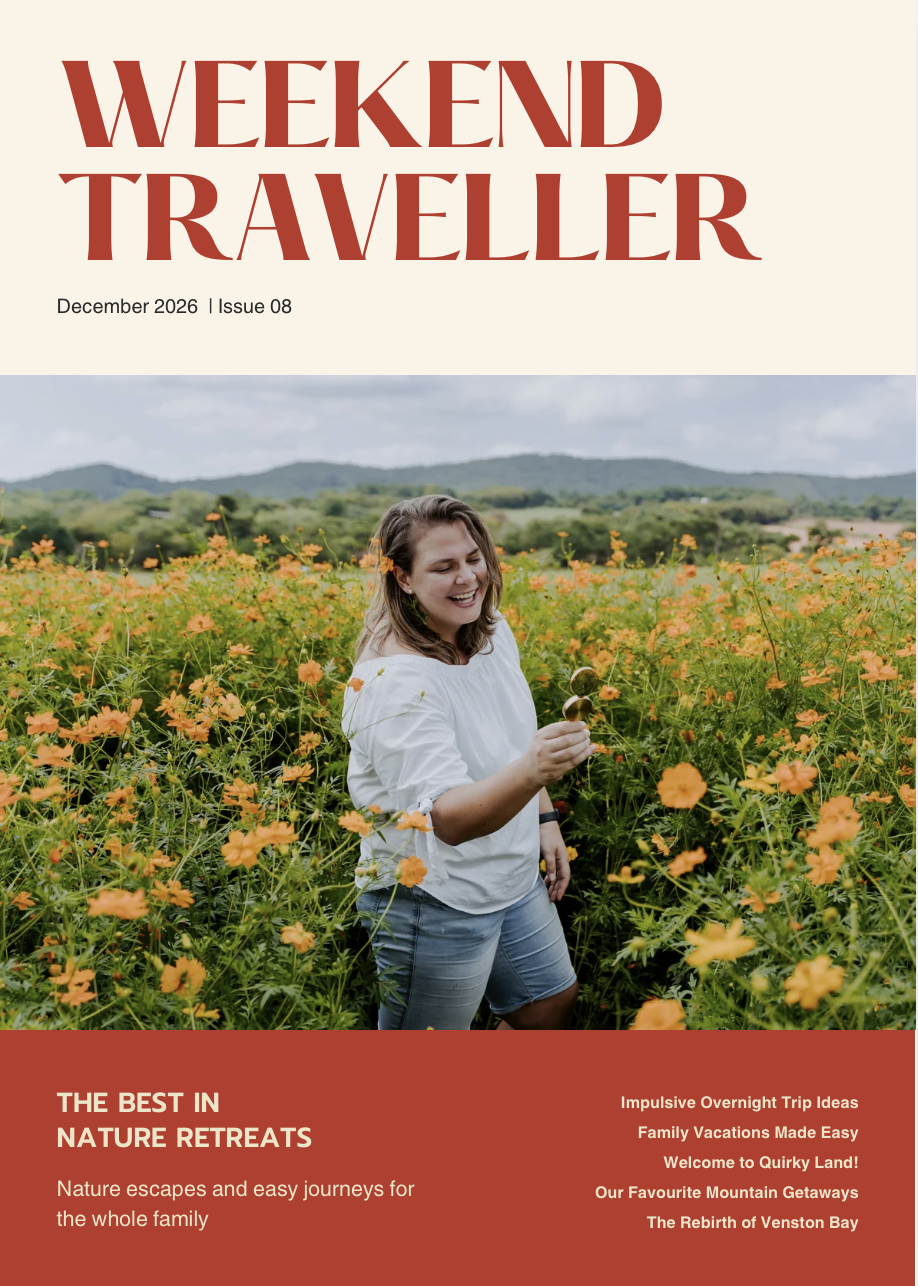 WEEKEND
TRAVELLER
December 2026 | Issue 08
THE BEST IN
NATURE RETREATS
Nature escapes and easy journeys for
the whole family
Impulsive Overnight Trip Ideas
Family Vacations Made Easy
Welcome to Quirky Land!
Our Favourite Mountain Getaways
The Rebirth of Venston Bay